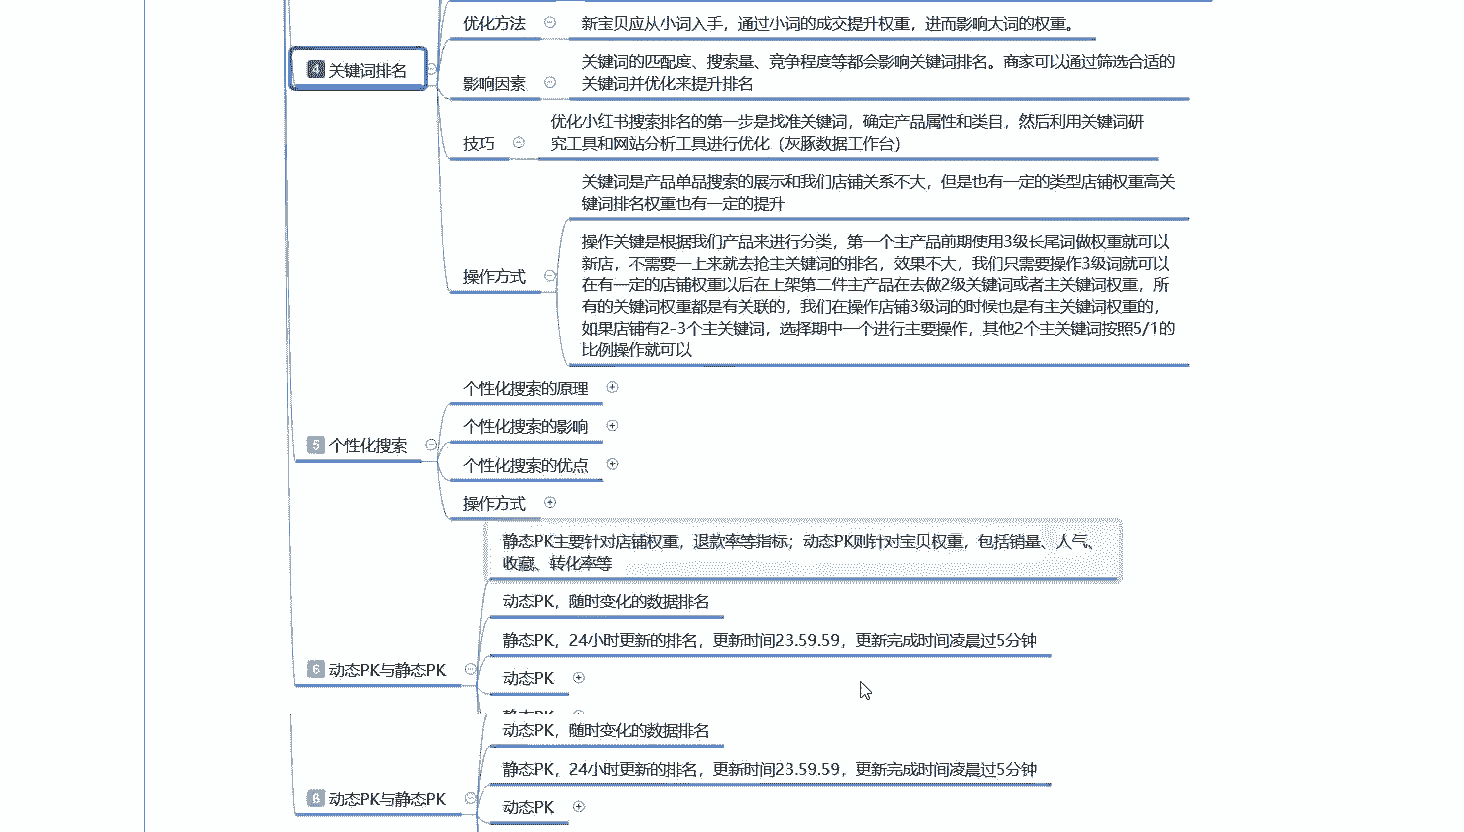 优化方法
新宝贝应从小词入手，通过小词的成交提升权重，进而影响大词的权重。
4 关键词排名
影响因素
关键词的匹配度、搜索量、竞争程度等都会影响关键词排名。商家可以通过筛选合适的
关键词并优化来提升排名
技巧
优化小红书搜索排名的第一步是找准关键词，确定产品属性和类目，然后利用关键词研
究工具和网站分析工具进行优化（灰豚数据工作台）
操作方式
关键词是产品单品搜索的展示和我们店铺关系不大，但是也有一定的类型店铺权重高关
键词排名权重也有一定的提升
操作关键是根据我们产品来进行分类，第一个主产品前期使用3级长尾词做权重就可以
新店，不需要一上来就去抢主关键词的排名，效果不大，我们只需要操作3级词就可以
在有一定的店铺权重以后在上架第二件主产品在去做2级关键词或者主关键词权重，所
有的关键词权重都是有关联的，我们在操作店铺3级词的时候也是有主关键词权重的，
如果店铺有2-3个主关键词，选择期中一个进行主要操作，其他2个主关键词按照5/1的
比例操作就可以
5 个性化搜索
个性化搜索的原理
个性化搜索的影响
个性化搜索的优点
操作方式
静态PK主要针对店铺权重，退款率等指标；动态PK则针对宝贝权重，包括销量、人气、
收藏、转化率等
动态PK，随时变化的数据排名
静态PK，24小时更新的排名，更新时间23.59.59，更新完成时间凌晨过5分钟
6 动态PK与静态PK
动态PK
静态PK
动态PK，随时变化的数据排名
静态PK，24小时更新的排名，更新时间23.59.59，更新完成时间凌晨过5分钟
6 动态PK与静态PK
动态PK